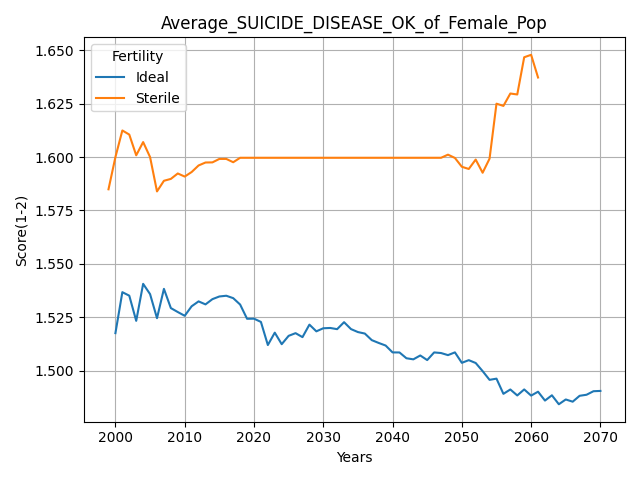 Average_SUICIDE_DISEASE_OK_of_Female_Pop
Fertility
Ideal
Sterile
Score(1-2)
1.650
1.625
1.600
1.575
1.550
1.525
1.500
2000 2010 2020 2030 2040 2050 2060 2070
Years